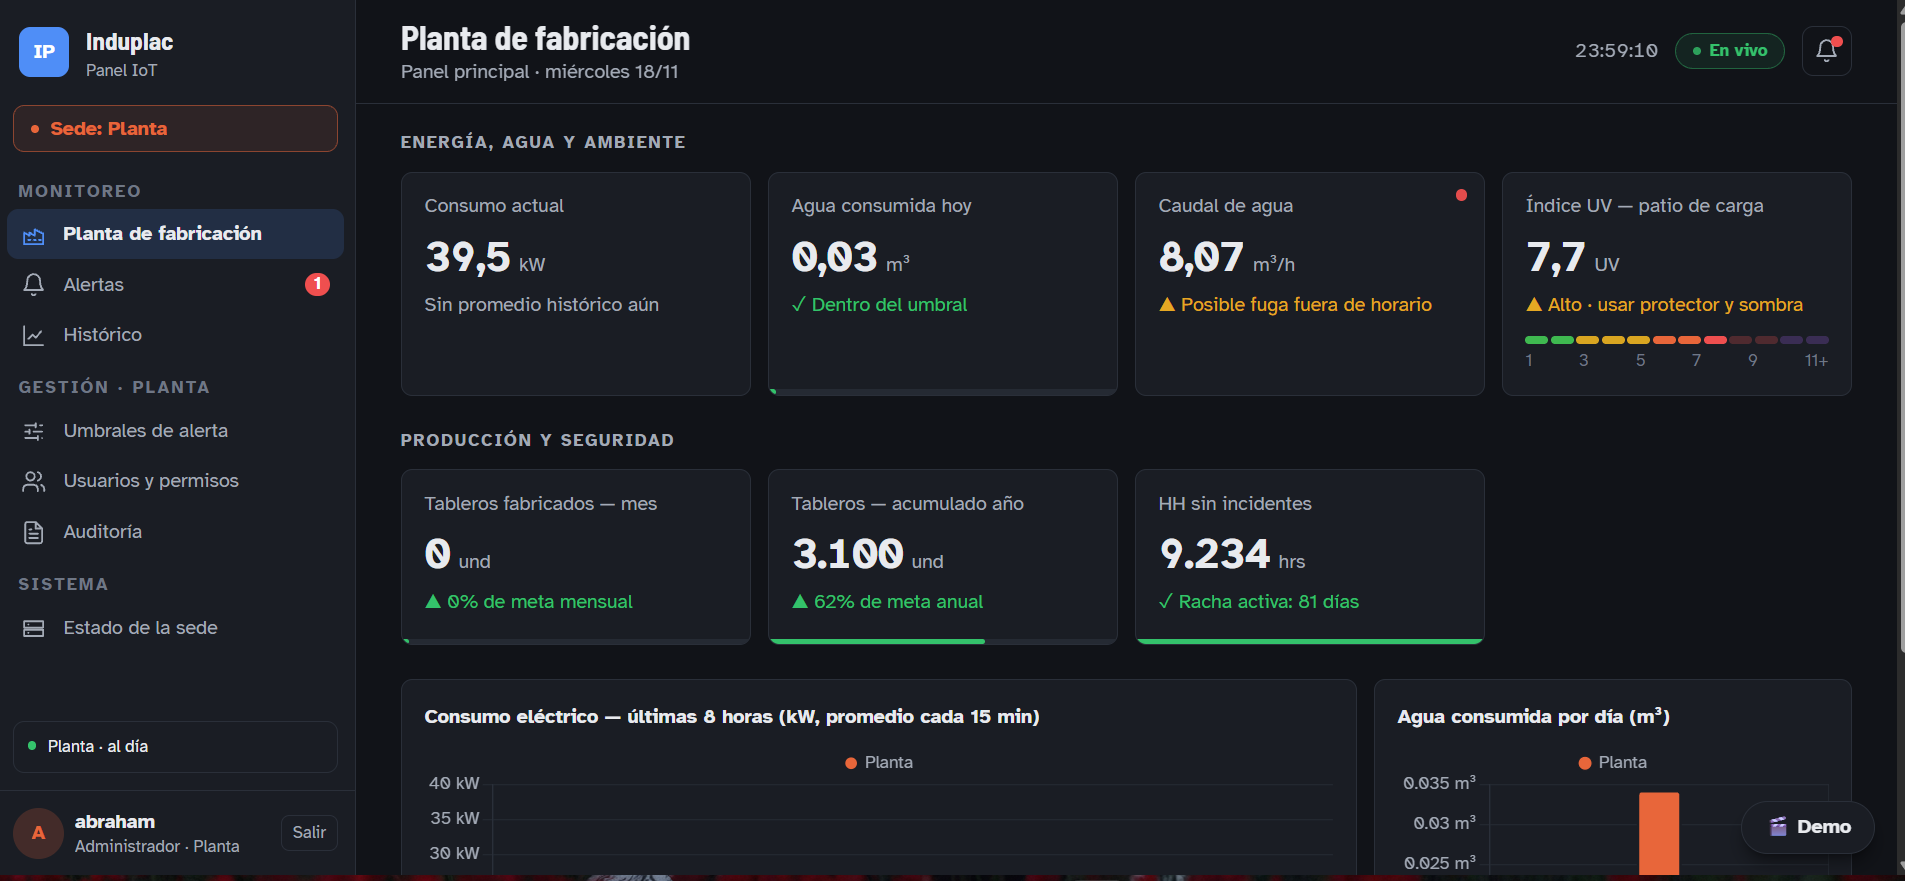 IP
Induplac
Panel IoT
Sede: Planta
MONITOREO
Planta de fabricación
Alertas
1
Histórico
GESTIÓN · PLANTA
Umbrales de alerta
Usuarios y permisos
Auditoría
SISTEMA
Estado de la sede
Planta · al día
A
abraham
Administrador · Planta
Salir
Planta de fabricación
Panel principal · miércoles 18/11
23:59:10
En vivo
ENERGÍA, AGUA Y AMBIENTE
Consumo actual
39,5 kW
Sin promedio histórico aún
Agua consumida hoy
0,03 m³
✓ Dentro del umbral
Caudal de agua
8,07 m³/h
▲ Posible fuga fuera de horario
Índice UV — patio de carga
7,7 UV
▲ Alto · usar protector y sombra
1 3 5 7 9 11+
PRODUCCIÓN Y SEGURIDAD
Tableros fabricados — mes
0 und
▲ 0% de meta mensual
Tableros — acumulado año
3.100 und
▲ 62% de meta anual
HH sin incidentes
9.234 hrs
✓ Racha activa: 81 días
Consumo eléctrico — últimas 8 horas (kW, promedio cada 15 min)
Planta
40 kW
35 kW
30 kW
Agua consumida por día (m³)
Planta
0.035 m³
0.03 m³
0.025 m³
Demo